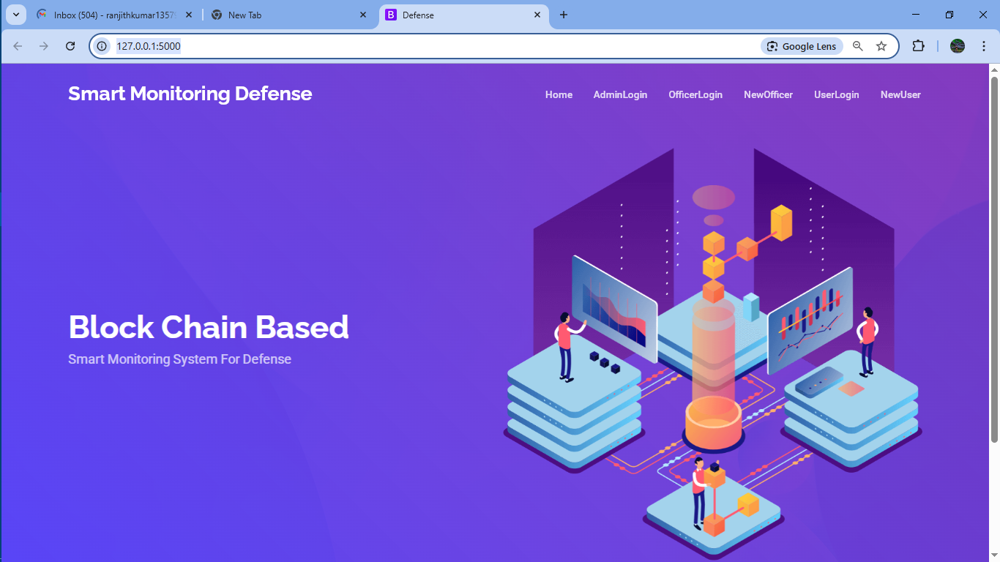 Inbox (504) - ranjithkumar1357
New Tab
Defense
127.0.0.1:5000
Google Lens
Smart Monitoring Defense
Home AdminLogin OfficerLogin NewOfficer UserLogin NewUser
Block Chain Based
Smart Monitoring System For Defense